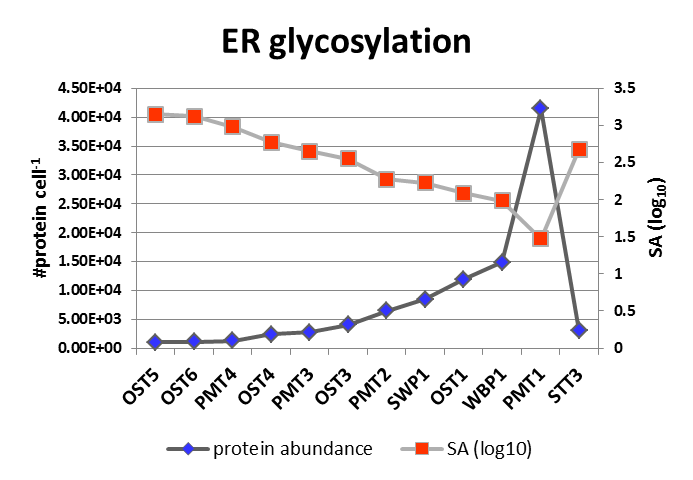 ER glycosylation
4.50E+04
4.00E+04
3.50E+04
3.00E+04
2.50E+04
2.00E+04
1.50E+04
1.00E+04
5.00E+03
0.00E+00
#protein cell-1
3.5
3
2.5
2
1.5
1
0.5
0
SA (log10)
OST5 OST6 PMT4 OST4 PMT3 OST3 PMT2 SWP1 OST1 WBP1 PMT1 STT3
protein abundance SA (log10)